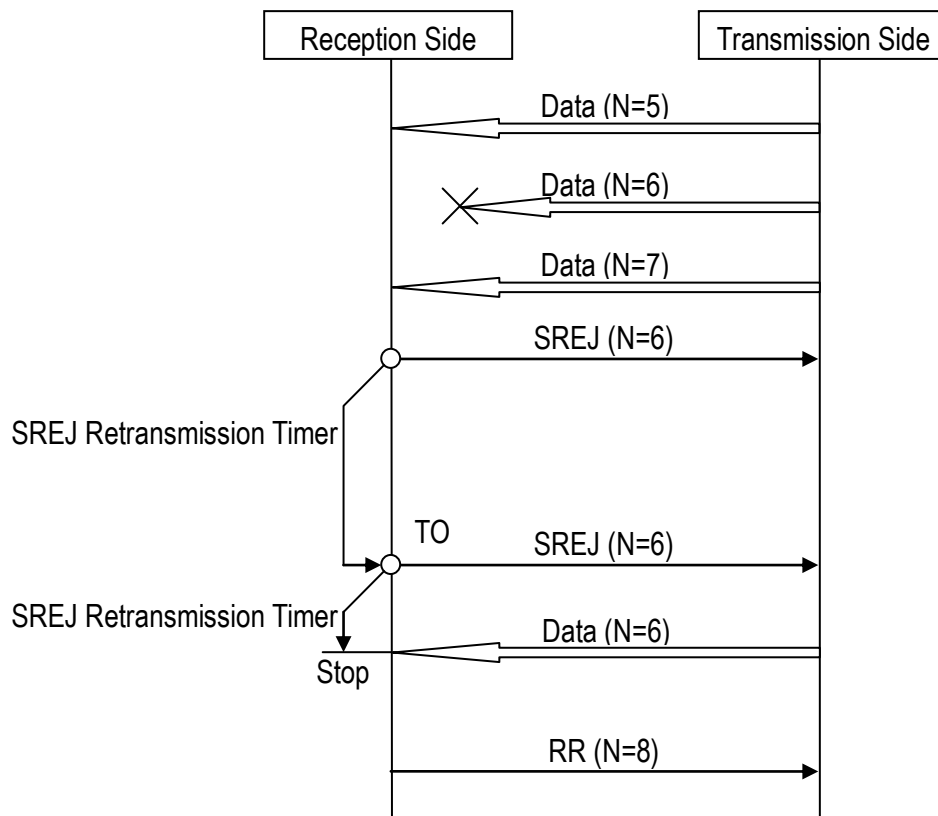 Reception Side
Transmission Side
Data (N=5)
Data (N=6)
Data (N=7)
SREJ (N=6)
SREJ Retransmission Timer
TO
SREJ (N=6)
SREJ Retransmission Timer
Data (N=6)
Stop
RR (N=8)